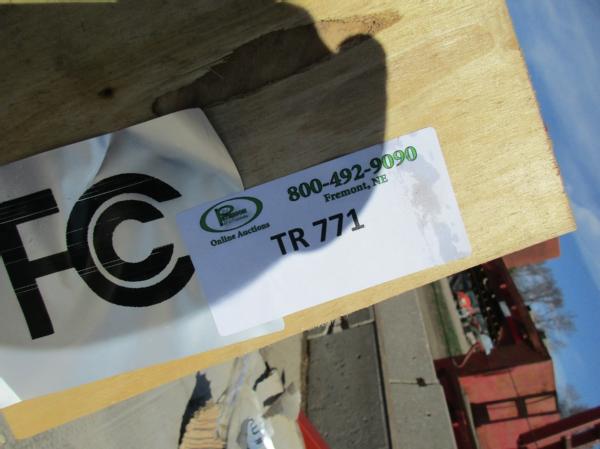 FC
800-492-9090
Fremont, NE
Online Auctions
TR 771